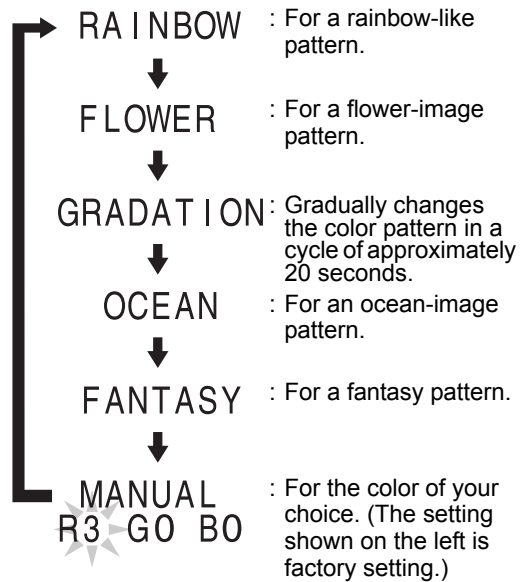 RAINBOW : For a rainbow-like
pattern.
FLOWER : For a flower-image
pattern.
GRADATION : Gradually changes
the color pattern in a
cycle of approximately
20 seconds.
OCEAN : For an ocean-image
pattern.
FANTASY : For a fantasy pattern.
MANUAL : For the color of your
R3 G0 B0 choice. (The setting
shown on the left is
factory setting.)